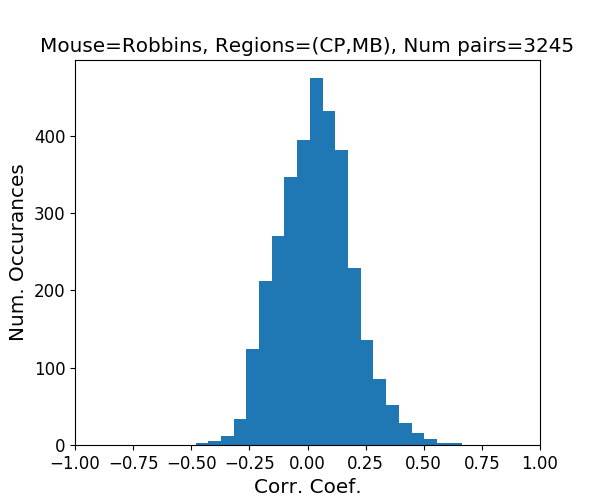 Mouse=Robbins, Regions=(CP,MB), Num pairs=3245
Num. Occurances
400
300
200
100
0
−1.00 −0.75 −0.50 −0.25 0.00 0.25 0.50 0.75 1.00
Corr. Coef.